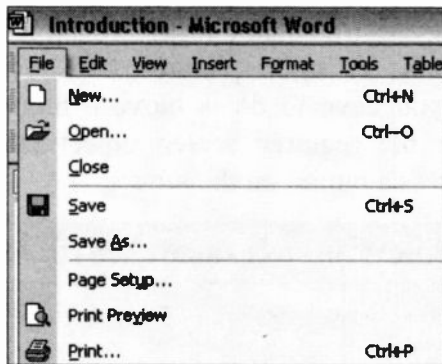 Introduction - Microsoft Word
File Edit View Insert Format Tools Table
New... Ctrl+N
Open... Ctrl-O
Close
Save Ctrl+S
Save As...
Page Setup...
Print Preview
Print... Ctrl+P